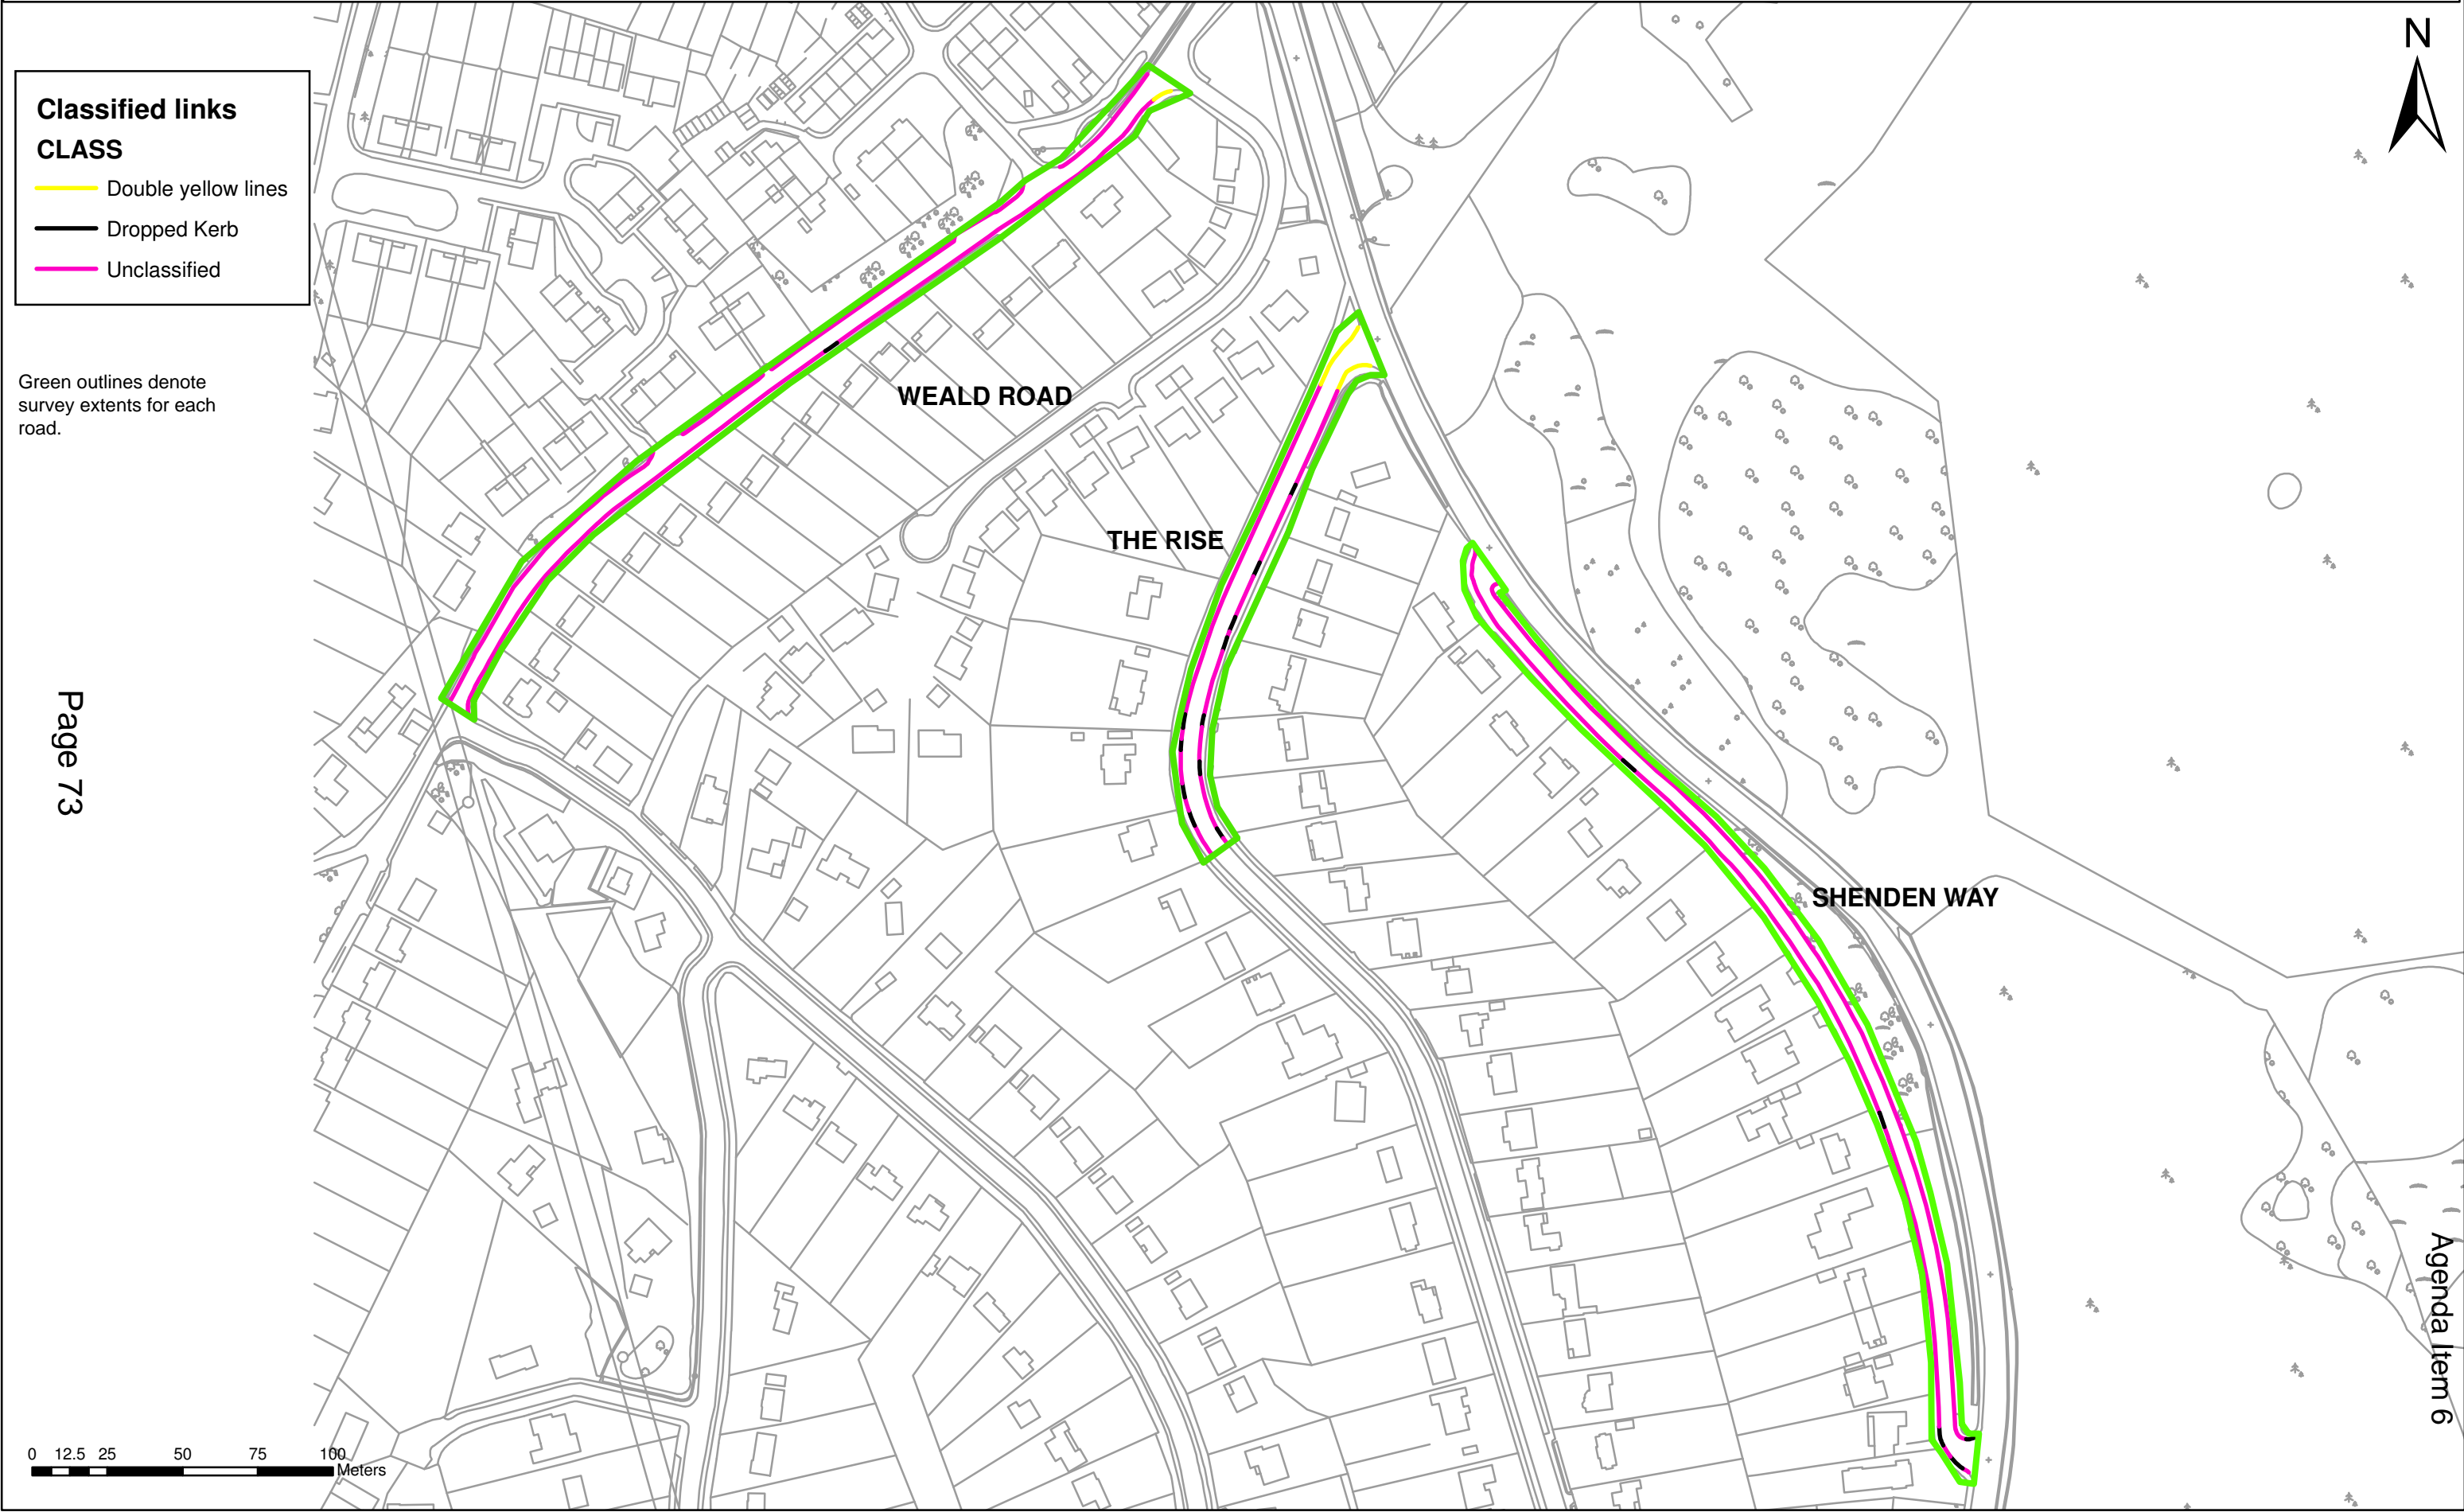 N
Classified links
CLASS
Double yellow lines
Dropped Kerb
Unclassified
Green outlines denote
survey extents for each
road.
WEALD ROAD
THE RISE
SHENDEN WAY
Page 73
Agenda Item 6
0 12.5 25 50 75 100
Meters